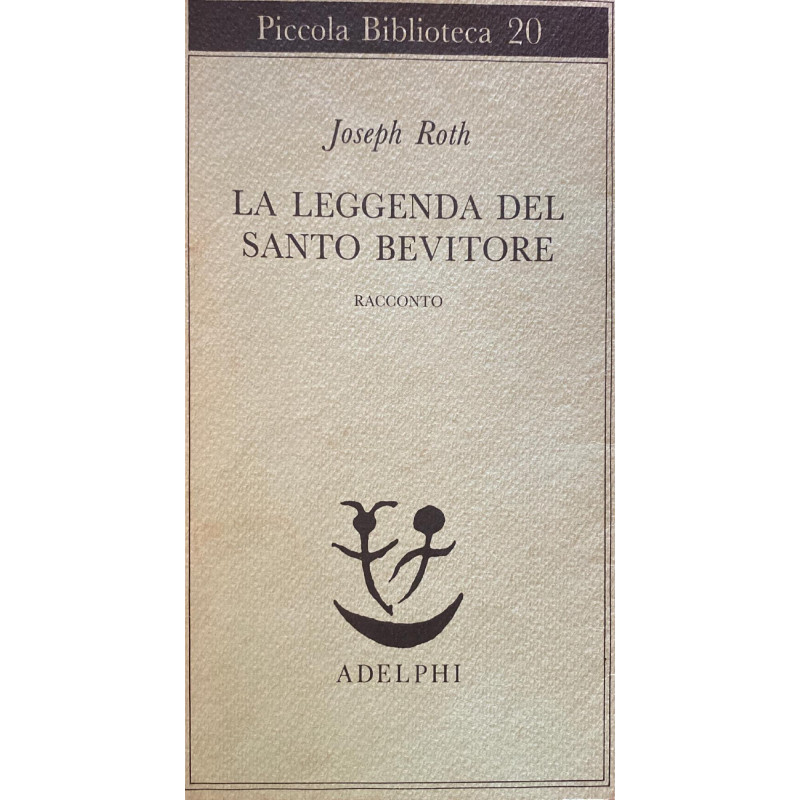 Piccola Biblioteca 20
Joseph Roth
LA LEGGENDA DEL
SANTO BEVITORE
RACCONTO
ADELPHI